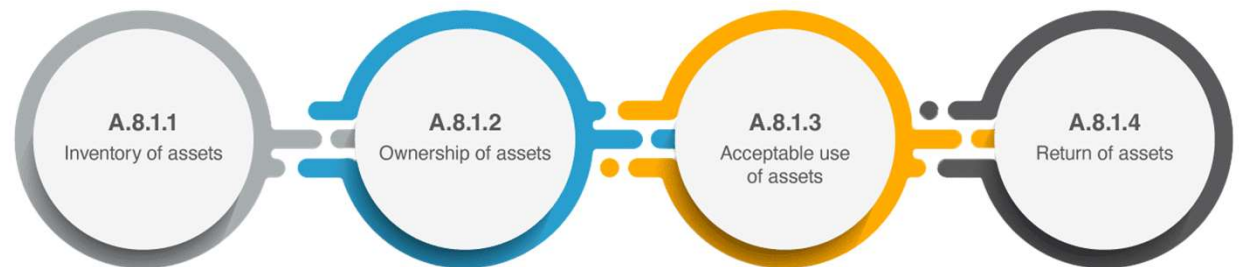 A.8.1.1
Inventory of assets
A.8.1.2
Ownership of assets
A.8.1.3
Acceptable use
of assets
A.8.1.4
Return of assets